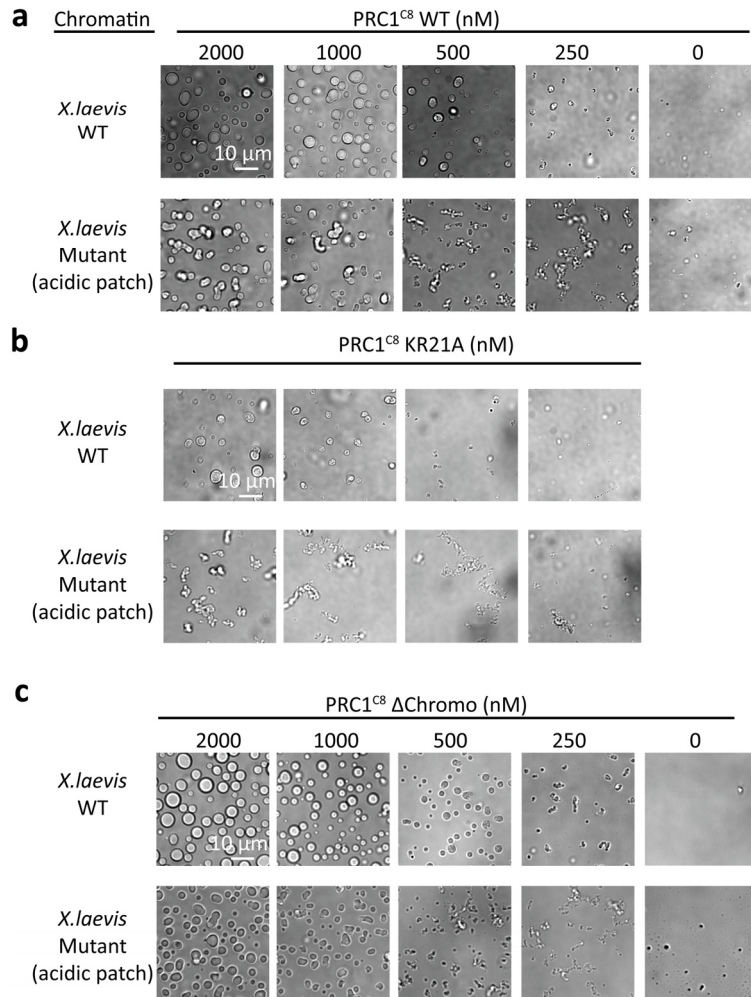 a
Chromatin
PRC1C8 WT (nM)
2000 1000 500 250 0
X.laevis
WT
10 µm
X.laevis
Mutant
(acidic patch)
b
PRC1C8 KR21A (nM)
X.laevis
WT
10 µm
X.laevis
Mutant
(acidic patch)
c
PRC1C8 ΔChromo (nM)
2000 1000 500 250 0
X.laevis
WT
10 µm
X.laevis
Mutant
(acidic patch)